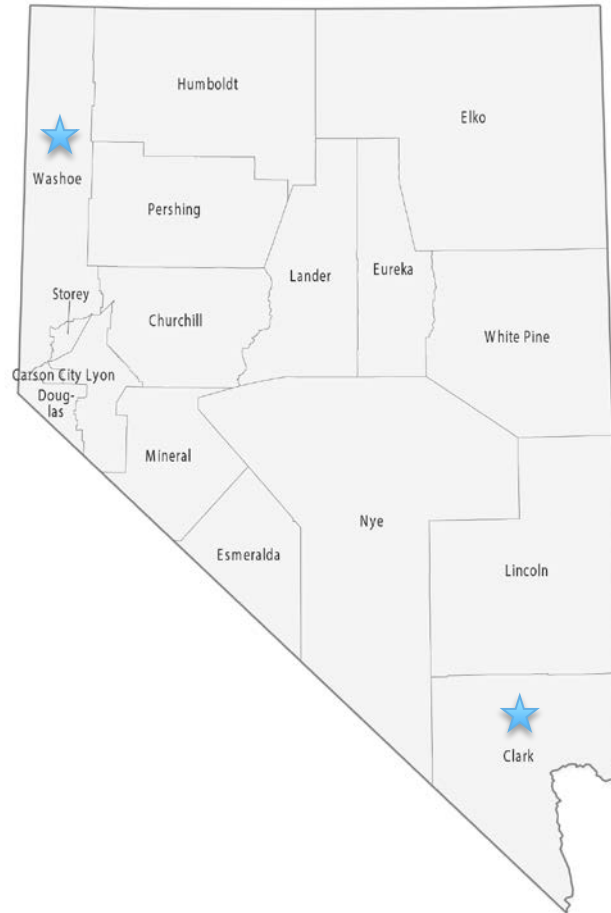 Humboldt
Elko
Washoe
Pershing
Lander
Eureka
Storey
Churchill
White Pine
Carson City Lyon
Doug-
las
Mineral
Nye
Esmeralda
Lincoln
Clark